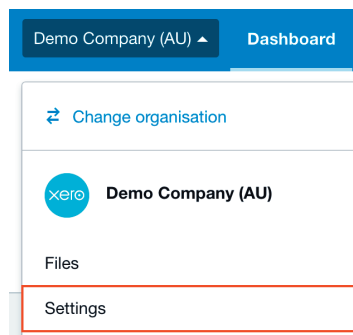 Demo Company (AU) Dashboard
Change organisation
xero Demo Company (AU)
Files
Settings